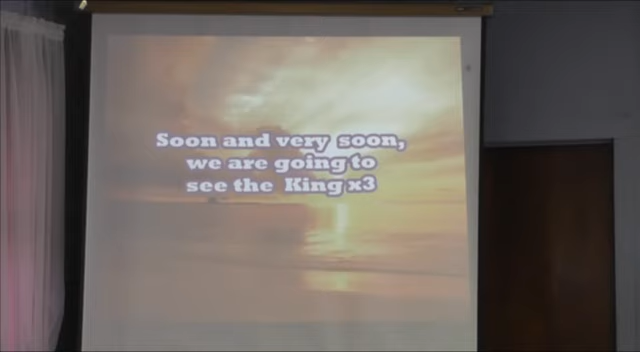 Soon and very soon,
we are going to
see the King x3